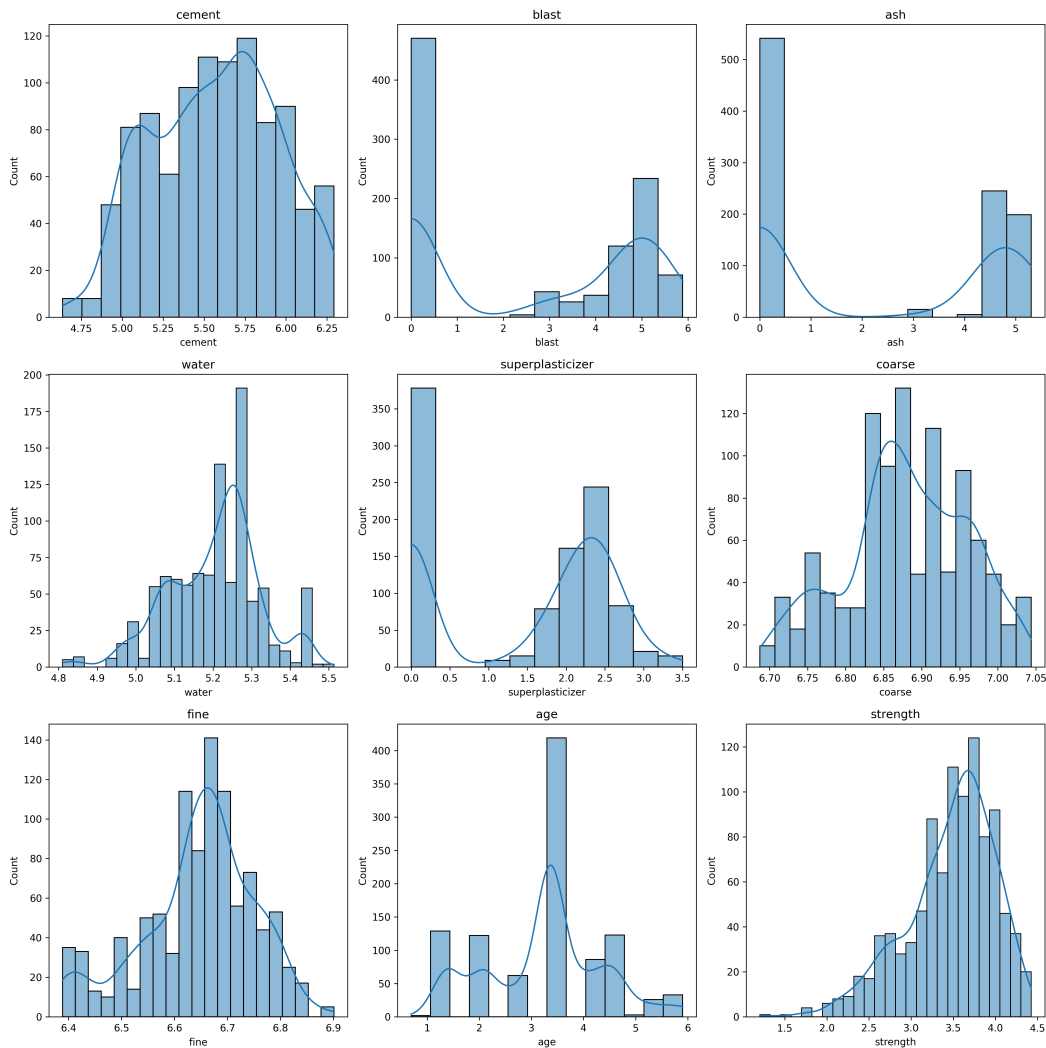 cement
blast
ash
Count
120
100
80
60
40
20
0
4.75 5.00 5.25 5.50 5.75 6.00 6.25
cement
Count
400
300
200
100
0
0 1 2 3 4 5 6
blast
Count
500
400
300
200
100
0
0 1 2 3 4 5
ash
water
superplasticizer
coarse
Count
200
175
150
125
100
75
50
25
0
4.8 4.9 5.0 5.1 5.2 5.3 5.4 5.5
water
Count
350
300
250
200
150
100
50
0
0.0 0.5 1.0 1.5 2.0 2.5 3.0 3.5
superplasticizer
Count
120
100
80
60
40
20
0
6.70 6.75 6.80 6.85 6.90 6.95 7.00 7.05
coarse
fine
age
strength
Count
140
120
100
80
60
40
20
0
6.4 6.5 6.6 6.7 6.8 6.9
fine
Count
400
350
300
250
200
150
100
50
0
1 2 3 4 5 6
age
Count
120
100
80
60
40
20
0
1.5 2.0 2.5 3.0 3.5 4.0 4.5
strength